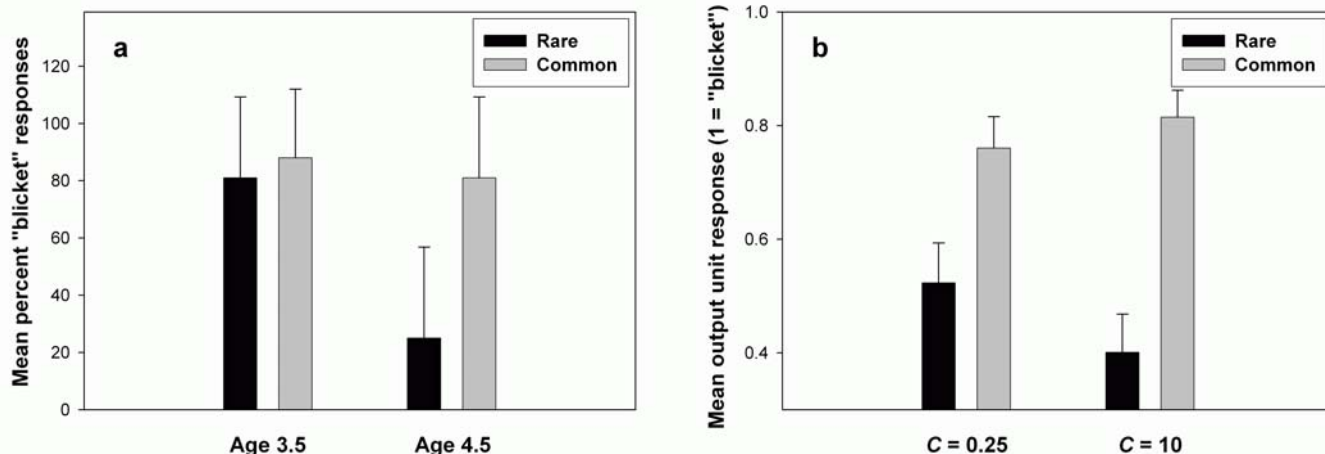 a
Rare
Common
Mean percent "blicket" responses
120
100
80
60
40
20
0
Age 3.5
Age 4.5
b
Rare
Common
Mean output unit response (1 = "blicket")
1.0
0.8
0.6
0.4
C = 0.25
C = 10